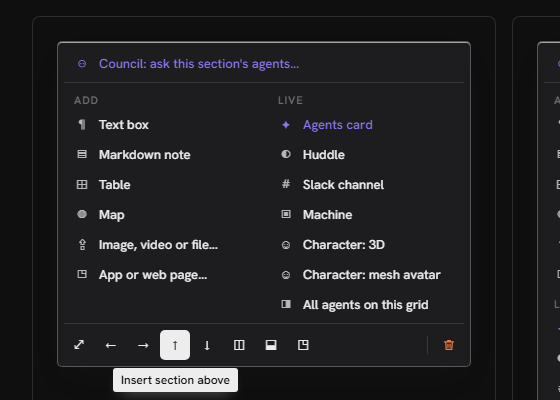 Council: ask this section's agents...
ADD
Text box
Markdown note
Table
Map
Image, video or file...
App or web page...
LIVE
Agents card
Huddle
# Slack channel
Machine
Character: 3D
Character: mesh avatar
All agents on this grid
Insert section above